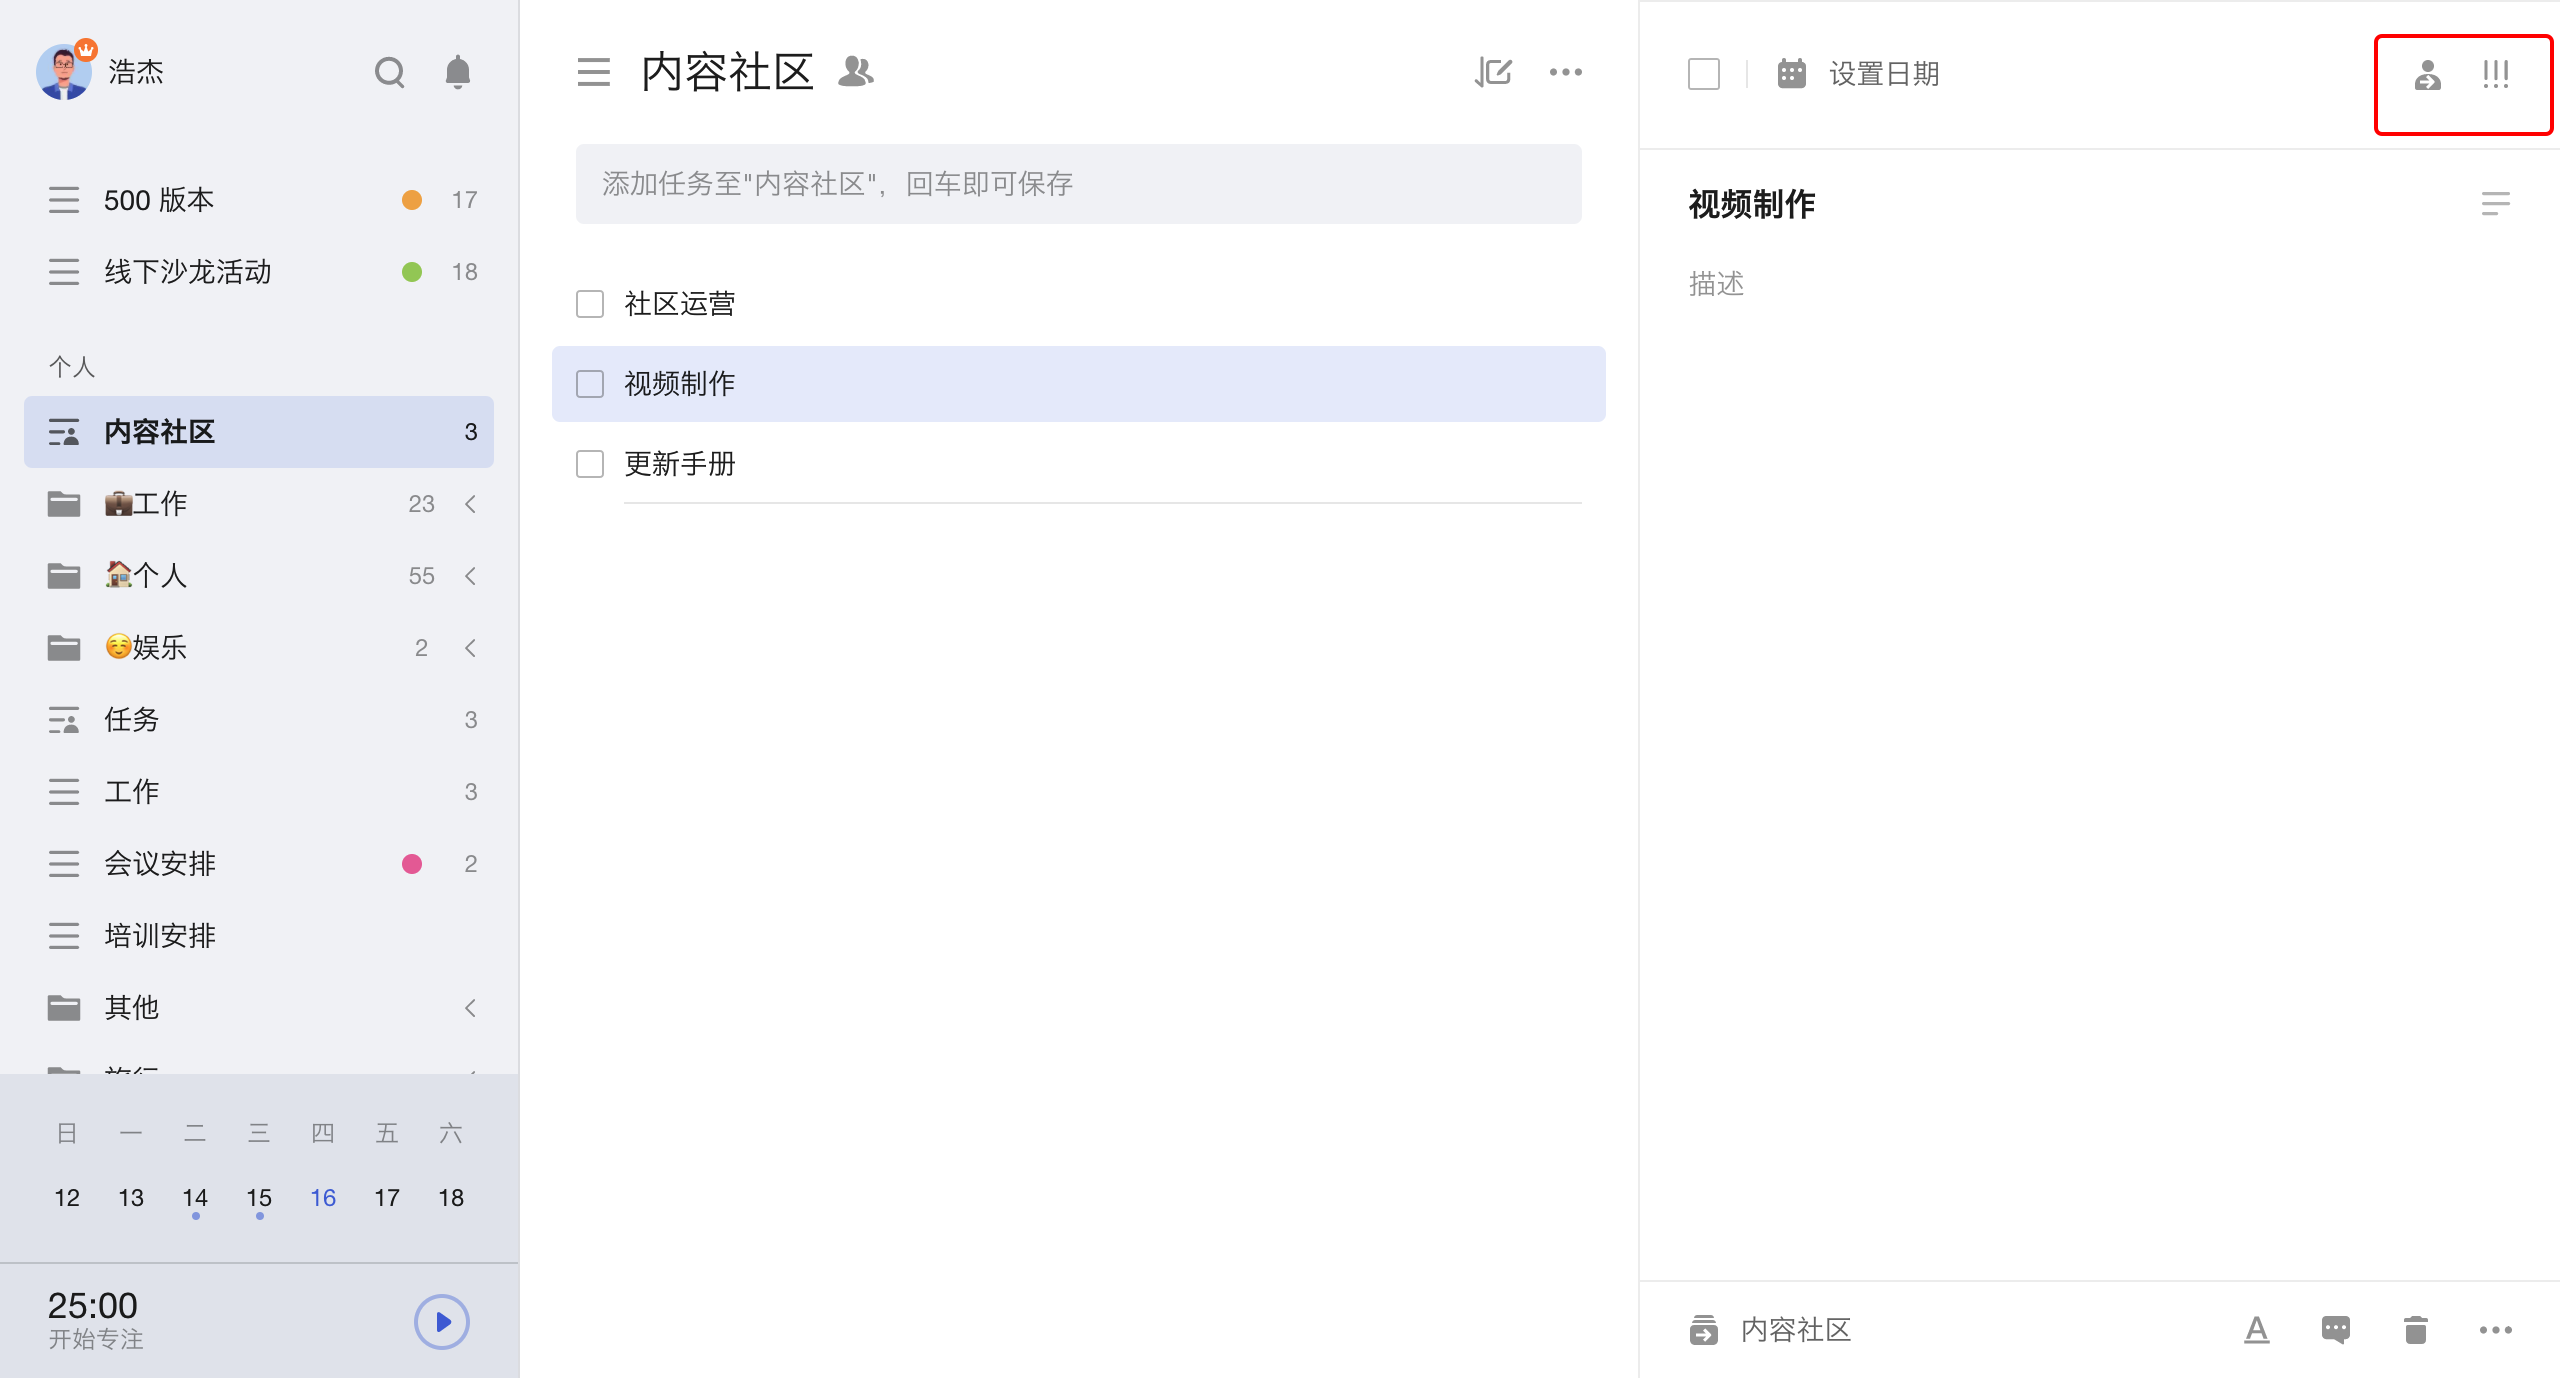 浩杰
500 版本 17
线下沙龙活动 18
个人
内容社区 3
💼工作 23
🏠个人 55
☺️娱乐 2
任务 3
工作 3
会议安排 2
培训安排
其他
日 一 二 三 四 五 六
12 13 14 15 16 17 18
25:00
开始专注
内容社区
添加任务至"内容社区"，回车即可保存
社区运营
视频制作
更新手册
设置日期
视频制作
描述
内容社区